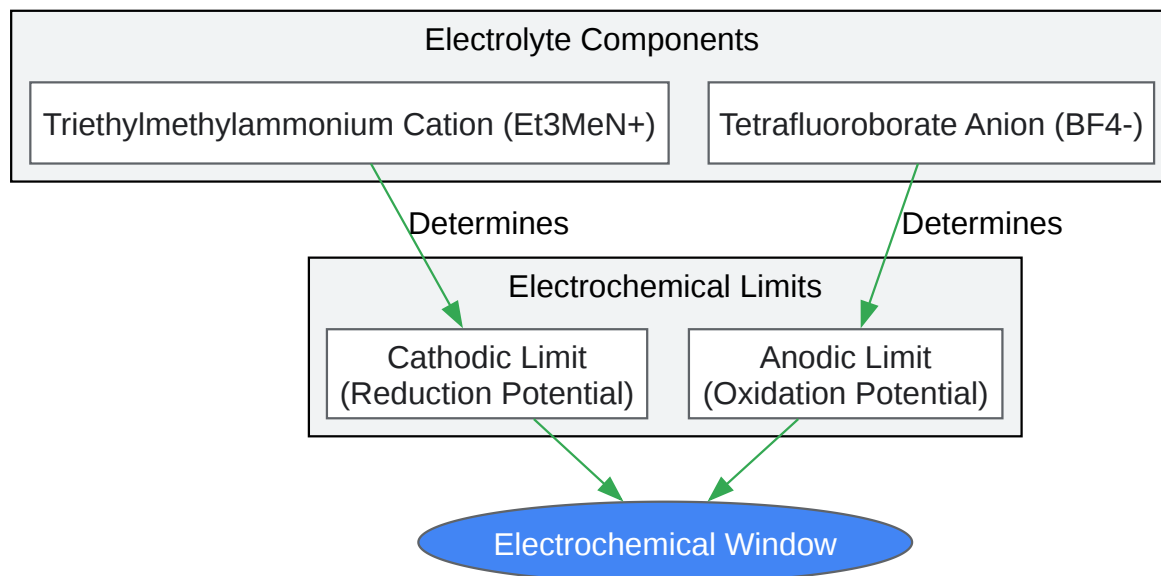 Electrolyte Components
Triethylmethylammonium Cation (Et3MeN+)
Tetrafluoroborate Anion (BF4-)
Determines
Determines
Electrochemical Limits
Cathodic Limit
(Reduction Potential)
Anodic Limit
(Oxidation Potential)
Electrochemical Window